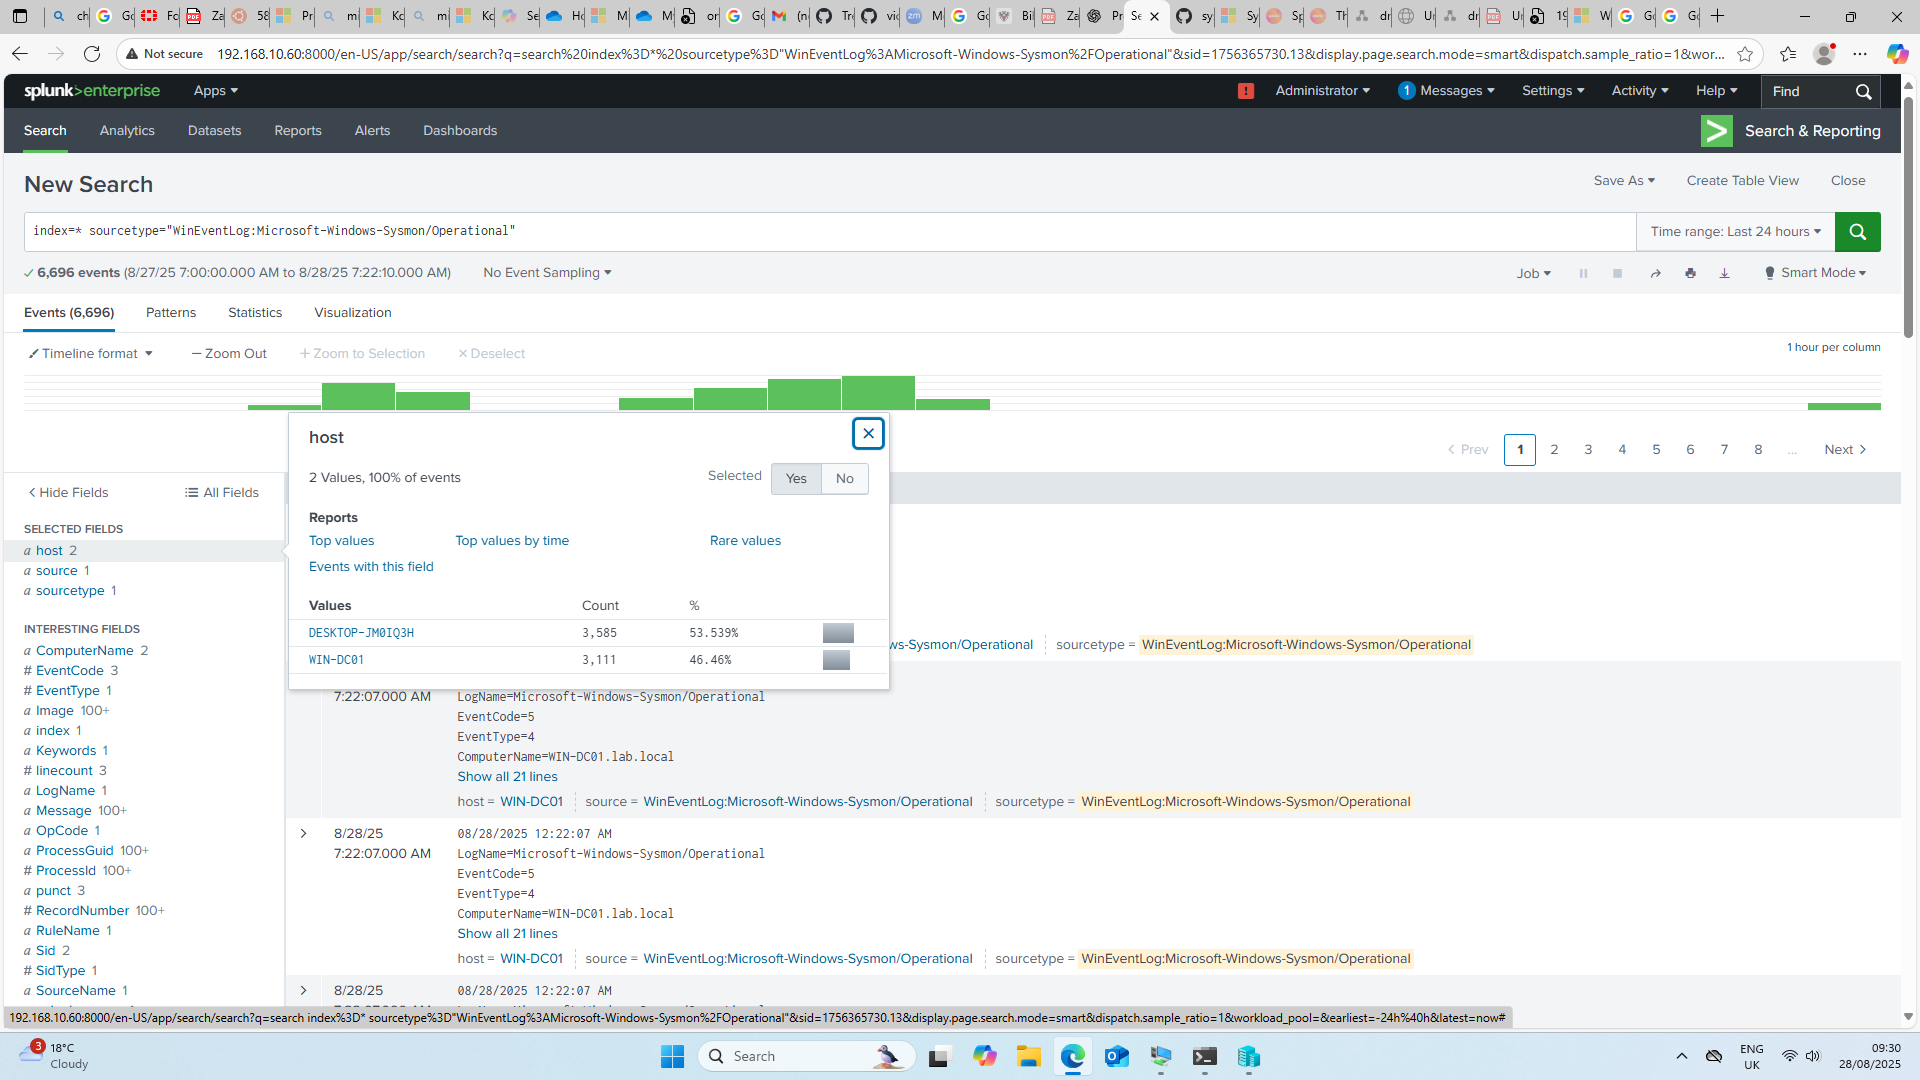 Not secure
192.168.10.60:8000/en-US/app/search/search?q=search%20index%3D*%20sourcetype%3D"WinEventLog%3AMicrosoft-Windows-Sysmon%2FOperational"&sid=1756365730.13&display.page.search.mode=smart&dispatch.sample_ratio=1&wor...
splunk>enterprise
Apps
Administrator
1 Messages
Settings
Activity
Help
Find
Search
Analytics
Datasets
Reports
Alerts
Dashboards
Search & Reporting
New Search
Save As
Create Table View
Close
index=* sourcetype="WinEventLog:Microsoft-Windows-Sysmon/Operational"
Time range: Last 24 hours
6,696 events (8/27/25 7:00:00.000 AM to 8/28/25 7:22:10.000 AM)
No Event Sampling
Job
Smart Mode
Events (6,696)
Patterns
Statistics
Visualization
Timeline format
Zoom Out
Zoom to Selection
Deselect
1 hour per column
Prev 1 2 3 4 5 6 7 8 ... Next
host
2 Values, 100% of events
Selected
Yes
No
Reports
Top values
Top values by time
Rare values
Events with this field
Values Count %
DESKTOP-JM0IQ3H 3,585 53.539%
WIN-DC01 3,111 46.46%
Hide Fields
All Fields
SELECTED FIELDS
a host 2
a source 1
a sourcetype 1
INTERESTING FIELDS
a ComputerName 2
# EventCode 3
# EventType 1
a Image 100+
a index 1
a Keywords 1
# linecount 3
a LogName 1
a Message 100+
a OpCode 1
a ProcessGuid 100+
# ProcessId 100+
a punct 3
# RecordNumber 100+
a RuleName 1
a Sid 2
# SidType 1
a SourceName 1
ws-Sysmon/Operational
sourcetype = WinEventLog:Microsoft-Windows-Sysmon/Operational
7:22:07.000 AM
LogName=Microsoft-Windows-Sysmon/Operational
EventCode=5
EventType=4
ComputerName=WIN-DC01.lab.local
Show all 21 lines
host = WIN-DC01
source = WinEventLog:Microsoft-Windows-Sysmon/Operational
sourcetype = WinEventLog:Microsoft-Windows-Sysmon/Operational
8/28/25
7:22:07.000 AM
08/28/2025 12:22:07 AM
LogName=Microsoft-Windows-Sysmon/Operational
EventCode=5
EventType=4
ComputerName=WIN-DC01.lab.local
Show all 21 lines
host = WIN-DC01
source = WinEventLog:Microsoft-Windows-Sysmon/Operational
sourcetype = WinEventLog:Microsoft-Windows-Sysmon/Operational
8/28/25
08/28/2025 12:22:07 AM
192.168.10.60:8000/en-US/app/search/search?q=search index%3D* sourcetype%3D"WinEventLog%3AMicrosoft-Windows-Sysmon%2FOperational"&sid=1756365730.13&display.page.search.mode=smart&dispatch.sample_ratio=1&workload_pool=&earliest=-24h%40h&latest=now#
3
18°C
Cloudy
Search
ENG
UK
09:30
28/08/2025